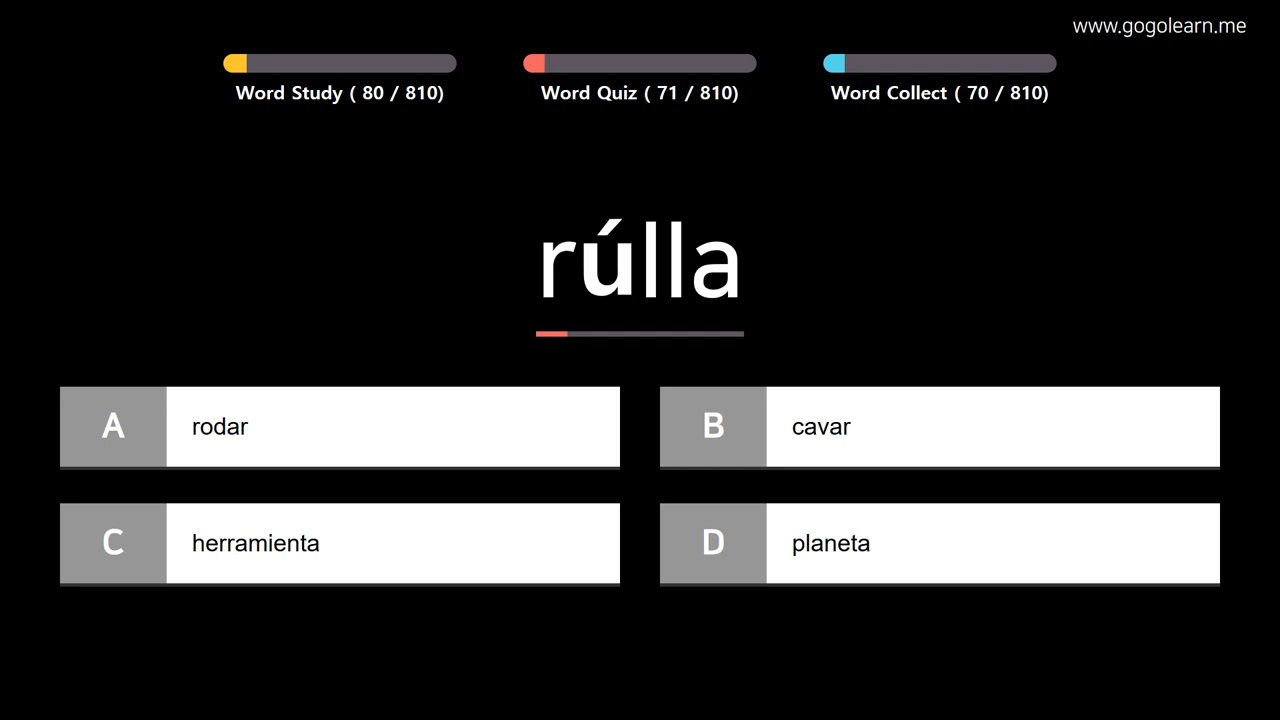 www.gogolearn.me
Word Study ( 80 / 810)
Word Quiz ( 71 / 810)
Word Collect ( 70 / 810)
rúlla
A rodar
B cavar
C herramienta
D planeta